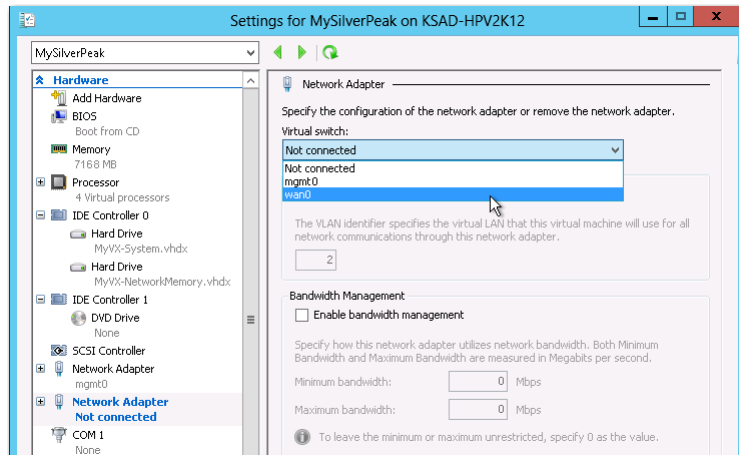 Settings for MySilverPeak on KSAD-HPV2K12
MySilverPeak
Hardware
Add Hardware
BIOS
Boot from CD
Memory
7168 MB
Processor
4 Virtual processors
IDE Controller 0
Hard Drive
MyVX-System.vhdx
Hard Drive
MyVX-NetworkMemory.vhdx
IDE Controller 1
DVD Drive
None
SCSI Controller
Network Adapter
mgmt0
Network Adapter
Not connected
COM 1
None
Network Adapter
Specify the configuration of the network adapter or remove the network adapter.
Virtual switch:
Not connected
Not connected
mgmt0
wan0
The VLAN identifier specifies the virtual LAN that this virtual machine will use for all
network communications through this network adapter.
2
Bandwidth Management
Enable bandwidth management
Specify how this network adapter utilizes network bandwidth. Both Minimum
Bandwidth and Maximum Bandwidth are measured in Megabits per second.
Minimum bandwidth: 0 Mbps
Maximum bandwidth: 0 Mbps
To leave the minimum or maximum unrestricted, specify 0 as the value.